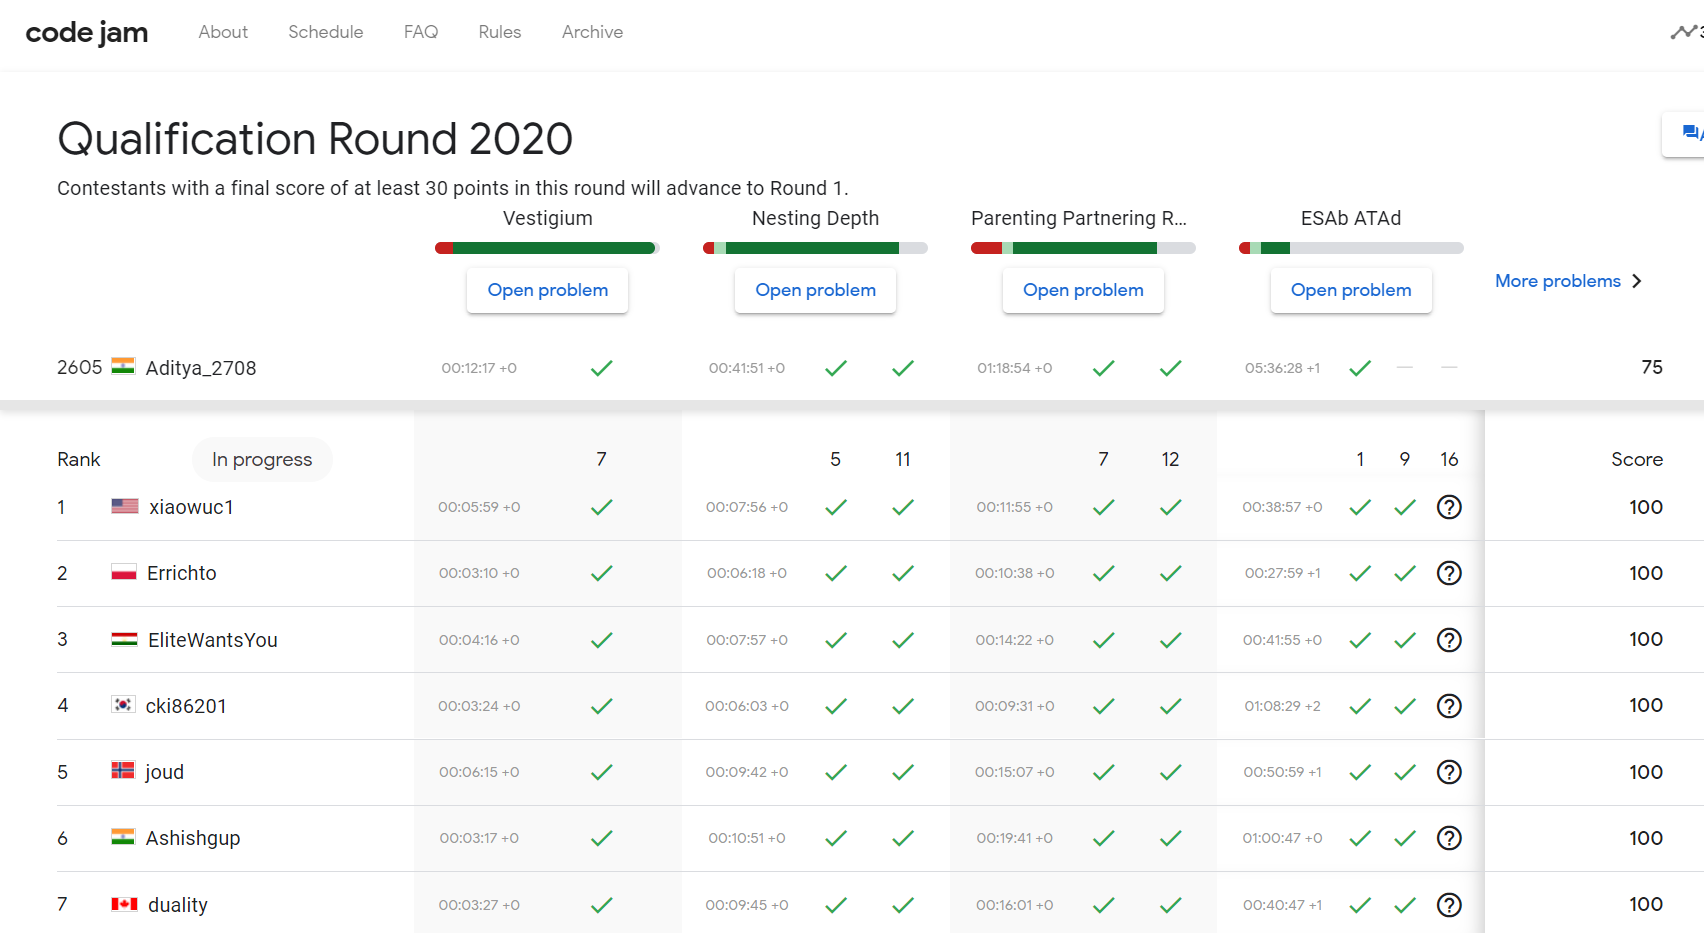 code jam About Schedule FAQ Rules Archive 3
Qualification Round 2020
Contestants with a final score of at least 30 points in this round will advance to Round 1.
Vestigium Nesting Depth Parenting Partnering R... ESAb ATAd
Open problem Open problem Open problem Open problem More problems
2605 Aditya_2708 00:12:17 +0 00:41:51 +0 01:18:54 +0 05:36:28 +1 — — 75
Rank In progress 7 5 11 7 12 1 9 16 Score
1 xiaowuc1 00:05:59 +0 00:07:56 +0 00:11:55 +0 00:38:57 +0 ? 100
2 Errichto 00:03:10 +0 00:06:18 +0 00:10:38 +0 00:27:59 +1 ? 100
3 EliteWantsYou 00:04:16 +0 00:07:57 +0 00:14:22 +0 00:41:55 +0 ? 100
4 cki86201 00:03:24 +0 00:06:03 +0 00:09:31 +0 01:08:29 +2 ? 100
5 joud 00:06:15 +0 00:09:42 +0 00:15:07 +0 00:50:59 +1 ? 100
6 Ashishgup 00:03:17 +0 00:10:51 +0 00:19:41 +0 01:00:47 +0 ? 100
7 duality 00:03:27 +0 00:09:45 +0 00:16:01 +0 00:40:47 +1 ? 100